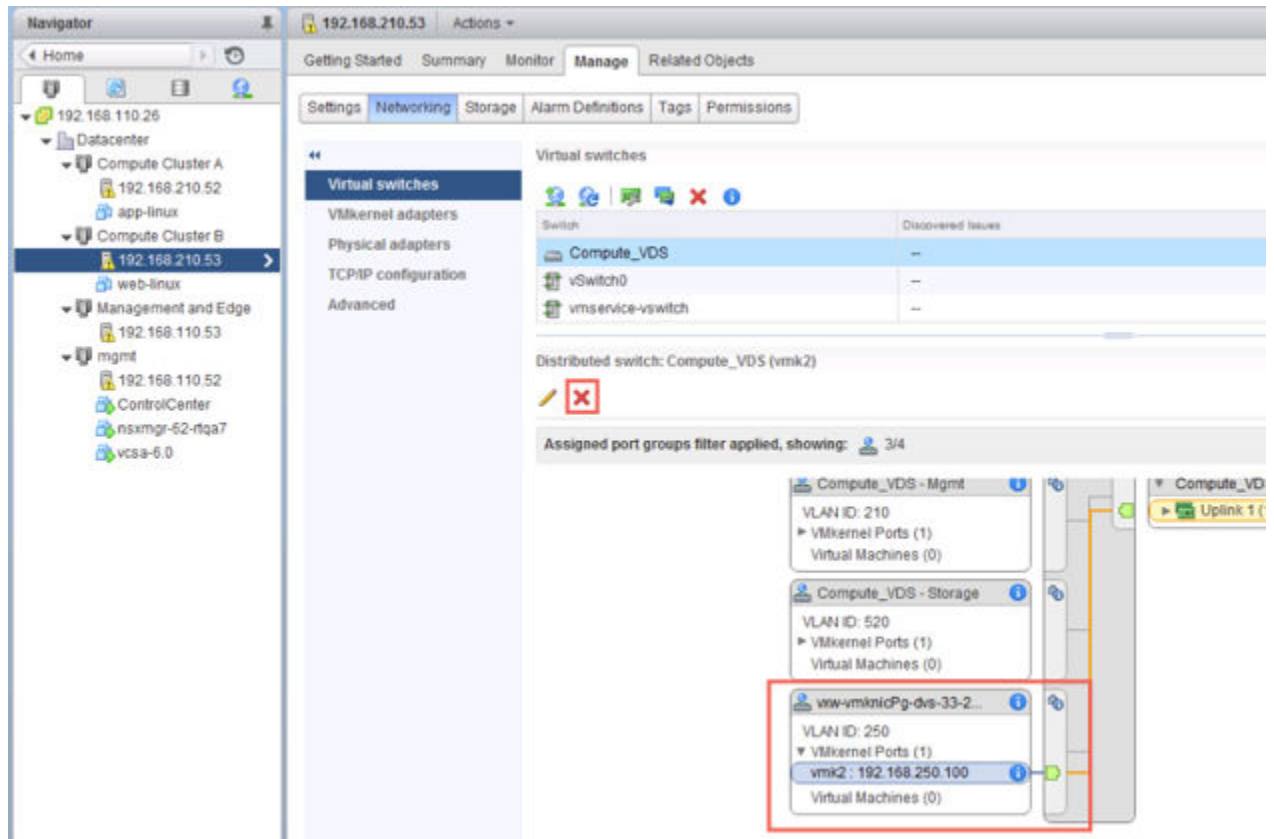 Navigator
192.168.210.53 Actions
Home
Getting Started Summary Monitor Manage Related Objects
Settings Networking Storage Alarm Definitions Tags Permissions
192.168.110.26
Datacenter
Compute Cluster A
192.168.210.52
app-linux
Compute Cluster B
192.168.210.53
web-linux
Management and Edge
192.168.110.53
mgmt
192.168.110.52
ControlCenter
nsxmgr-62-rtqa7
vcsa-6.0
Virtual switches
VMkernel adapters
Physical adapters
TCP/IP configuration
Advanced
Virtual switches
Switch Discovered Issues
Compute_VDS --
vSwitch0 --
vmservice-vswitch --
Distributed switch: Compute_VDS (vmk2)
Assigned port groups filter applied, showing: 3/4
Compute_VDS - Mgmt
VLAN ID: 210
VMkernel Ports (1)
Virtual Machines (0)
Compute_VDS - Storage
VLAN ID: 520
VMkernel Ports (1)
Virtual Machines (0)
vxw-vmknicPg-dvs-33-2...
VLAN ID: 250
VMkernel Ports (1)
vmk2 : 192.168.250.100
Virtual Machines (0)
Compute_VD
Uplink 1 (